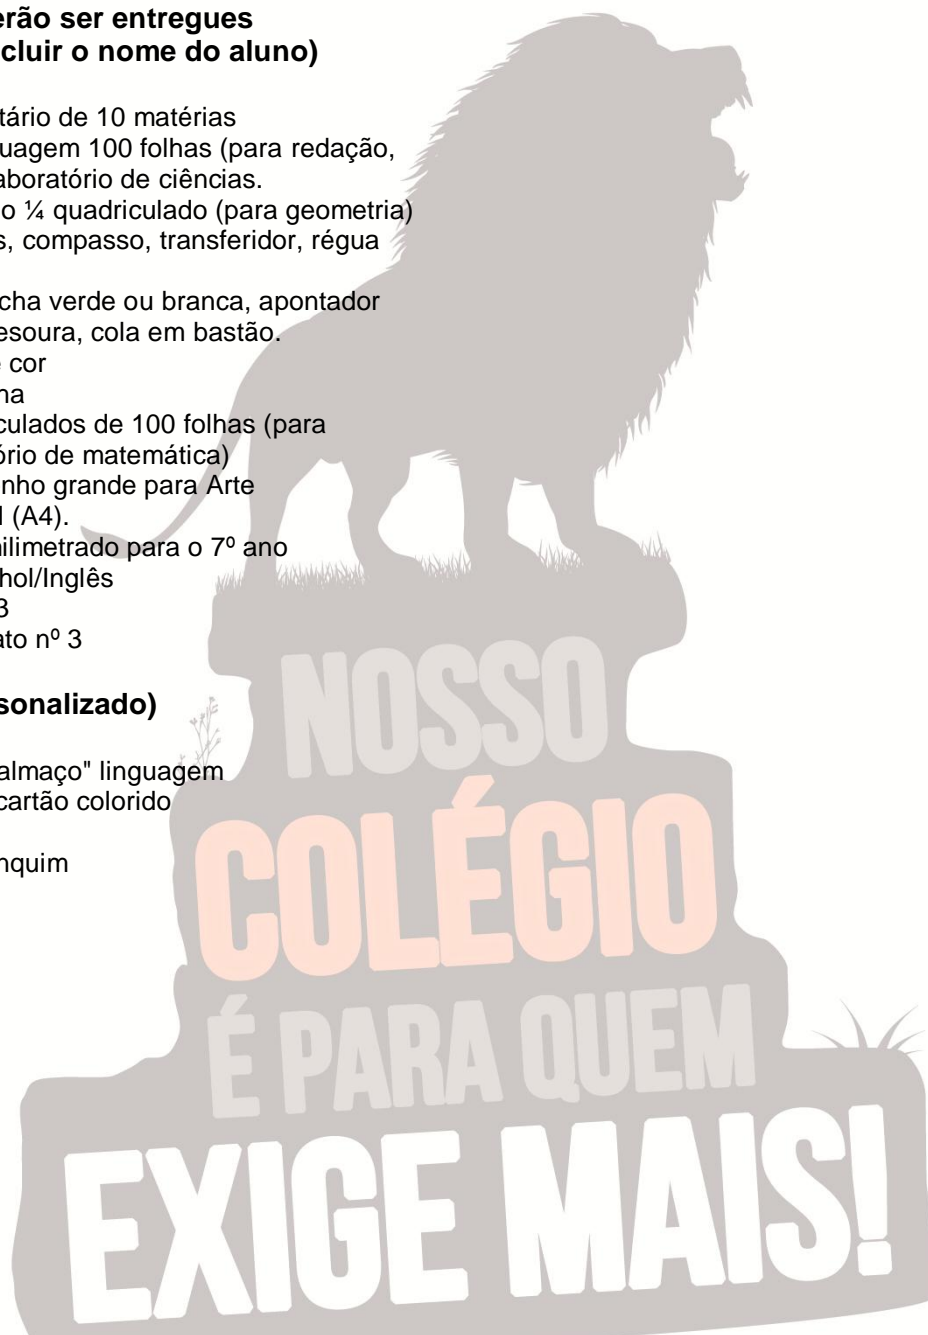 erão ser entregues
cluir o nome do aluno)
tário de 10 matérias
uagem 100 folhas (para redação,
aboratório de ciências.
o ¼ quadriculado (para geometria)
s, compasso, transferidor, régua
cha verde ou branca, apontador
esoura, cola em bastão.
e cor
na
culados de 100 folhas (para
ório de matemática)
enho grande para Arte
l (A4).
nilimetrado para o 7º ano
hol/Inglês
3
ato nº 3
sonalizado)
almaço" linguagem
cartão colorido
nquim
NOSSO
COLÉGIO
É PARA QUEM
EXIGE MAIS!